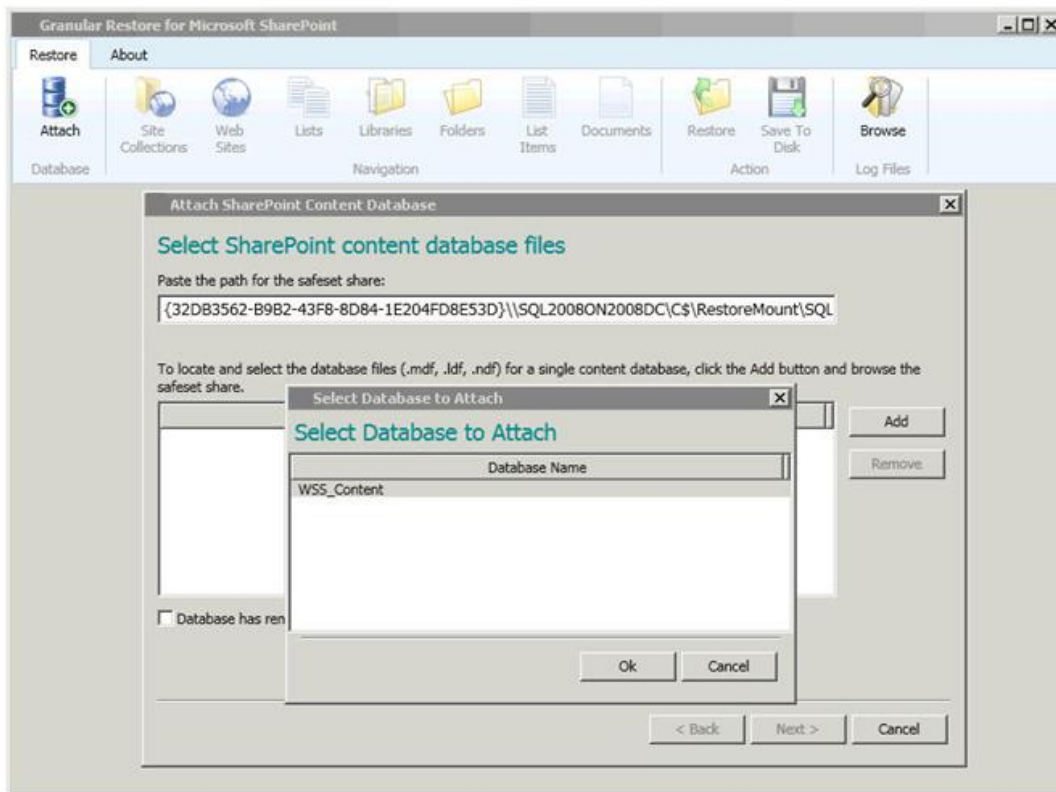 Granular Restore for Microsoft SharePoint
Restore About
Attach Site Collections Web Sites Lists Libraries Folders List Items Documents Restore Save To Disk Browse
Database Navigation Action Log Files
Attach SharePoint Content Database
Select SharePoint content database files
Paste the path for the safeset share:
{32DB3562-B9B2-43F8-8D84-1E204FD8E53D}\\SQL2008ON2008DC\C$\RestoreMount\SQL
To locate and select the database files (.mdf, .ldf, .ndf) for a single content database, click the Add button and browse the
safeset share.
Select Database to Attach
Select Database to Attach
Database Name
WSS_Content
Add
Remove
Database has ren
Ok Cancel
< Back Next > Cancel